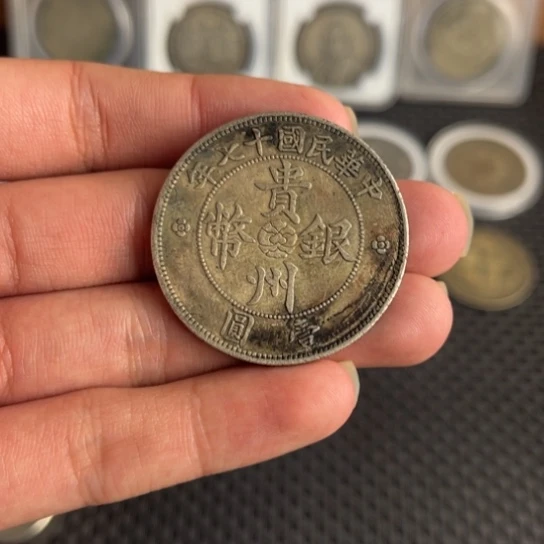 中華民國十七年
貴州
銀幣
壹圓